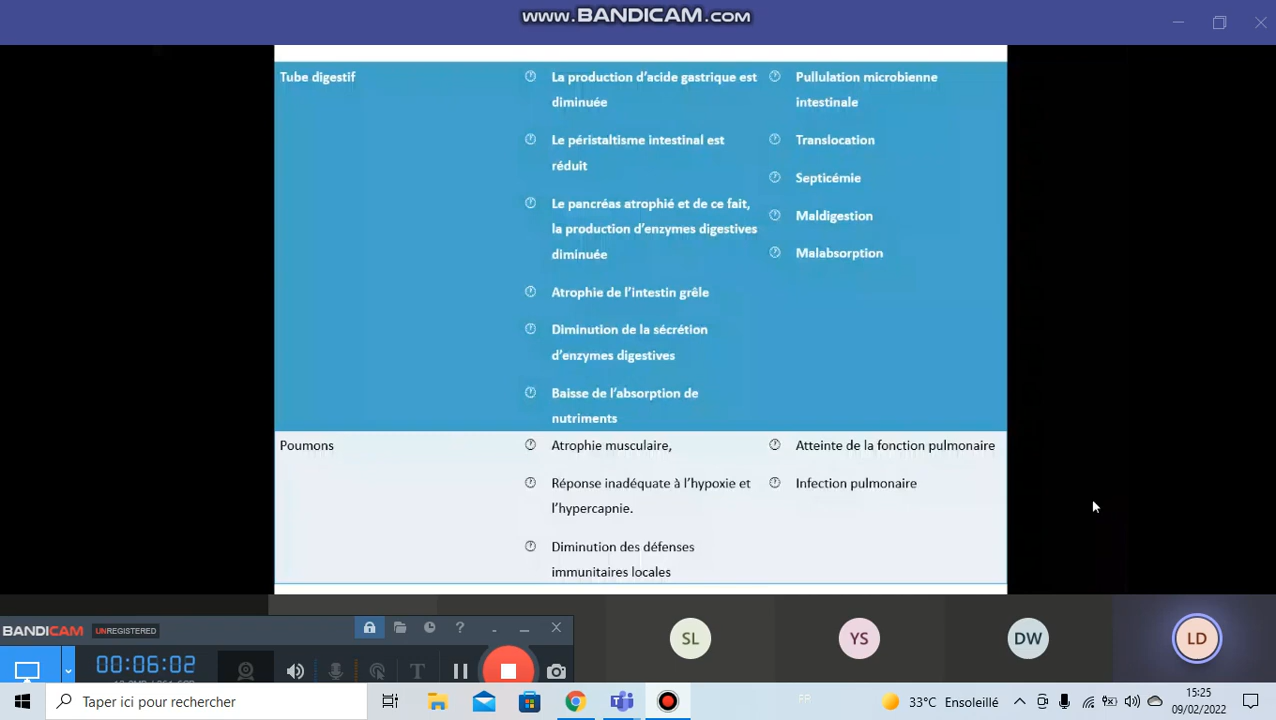 www.BANDICAM.com
Tube digestif
La production d’acide gastrique est
diminuée
Le péristaltisme intestinal est
réduit
Le pancréas atrophié et de ce fait,
la production d’enzymes digestives
diminuée
Atrophie de l’intestin grêle
Diminution de la sécrétion
d’enzymes digestives
Baisse de l’absorption de
nutriments
Pullulation microbienne
intestinale
Translocation
Septicémie
Maldigestion
Malabsorption
Poumons
Atrophie musculaire,
Réponse inadéquate à l’hypoxie et
l’hypercapnie.
Diminution des défenses
immunitaires locales
Atteinte de la fonction pulmonaire
Infection pulmonaire
BANDICAM UNREGISTERED
00:06:02
SL
YS
DW
LD
Taper ici pour rechercher
FR
33°C Ensoleillé
15:25
09/02/2022